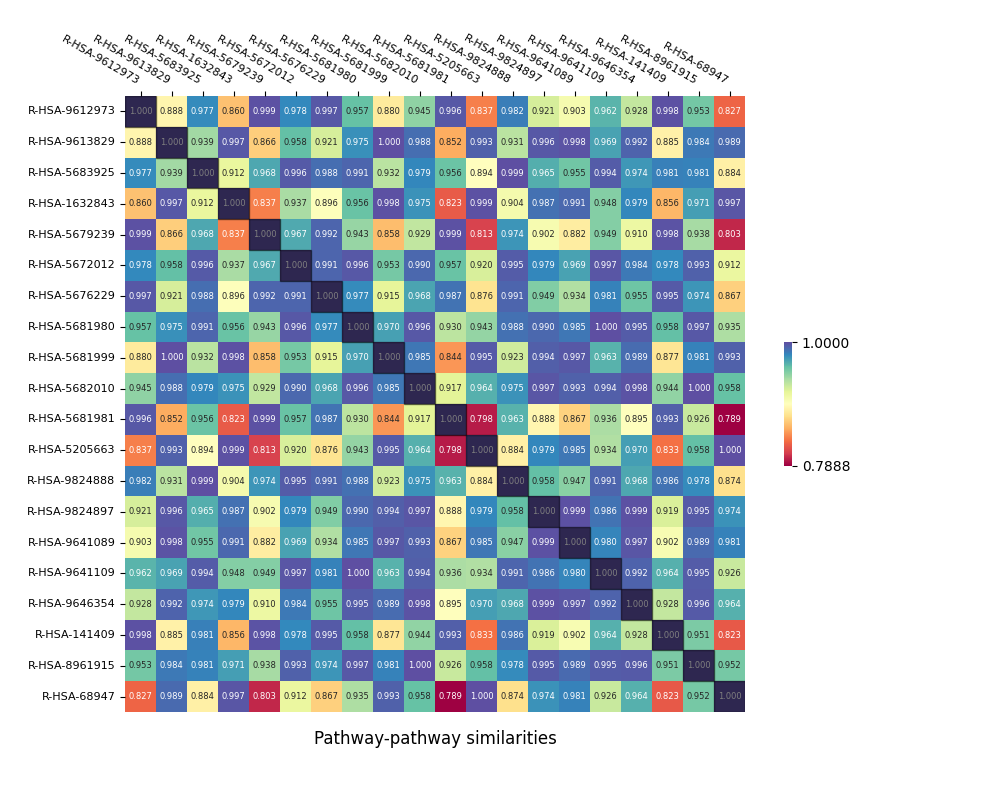 R-HSA-9612973
R-HSA-9613829
R-HSA-5683925
R-HSA-1632843
R-HSA-5679239
R-HSA-5672012
R-HSA-5676229
R-HSA-5681980
R-HSA-5681999
R-HSA-5682010
R-HSA-5681981
R-HSA-5205663
R-HSA-9824888
R-HSA-9824897
R-HSA-9641089
R-HSA-9641109
R-HSA-9646354
R-HSA-141409
R-HSA-8961915
R-HSA-68947
R-HSA-9612973 1.000 0.888 0.977 0.860 0.999 0.978 0.997 0.957 0.880 0.945 0.996 0.837 0.982 0.921 0.903 0.962 0.928 0.998 0.953 0.827
R-HSA-9613829 0.888 1.000 0.939 0.997 0.866 0.958 0.921 0.975 1.000 0.988 0.852 0.993 0.931 0.996 0.998 0.969 0.992 0.885 0.984 0.989
R-HSA-5683925 0.977 0.939 1.000 0.912 0.968 0.996 0.988 0.991 0.932 0.979 0.956 0.894 0.999 0.965 0.955 0.994 0.974 0.981 0.981 0.884
R-HSA-1632843 0.860 0.997 0.912 1.000 0.837 0.937 0.896 0.956 0.998 0.975 0.823 0.999 0.904 0.987 0.991 0.948 0.979 0.856 0.971 0.997
R-HSA-5679239 0.999 0.866 0.968 0.837 1.000 0.967 0.992 0.943 0.858 0.929 0.999 0.813 0.974 0.902 0.882 0.949 0.910 0.998 0.938 0.803
R-HSA-5672012 0.978 0.958 0.996 0.937 0.967 1.000 0.991 0.996 0.953 0.990 0.957 0.920 0.995 0.979 0.969 0.997 0.984 0.978 0.993 0.912
R-HSA-5676229 0.997 0.921 0.988 0.896 0.992 0.991 1.000 0.977 0.915 0.968 0.987 0.876 0.991 0.949 0.934 0.981 0.955 0.995 0.974 0.867
R-HSA-5681980 0.957 0.975 0.991 0.956 0.943 0.996 0.977 1.000 0.970 0.996 0.930 0.943 0.988 0.990 0.985 1.000 0.995 0.958 0.997 0.935
R-HSA-5681999 0.880 1.000 0.932 0.998 0.858 0.953 0.915 0.970 1.000 0.985 0.844 0.995 0.923 0.994 0.997 0.963 0.989 0.877 0.981 0.993
R-HSA-5682010 0.945 0.988 0.979 0.975 0.929 0.990 0.968 0.996 0.985 1.000 0.917 0.964 0.975 0.997 0.993 0.994 0.998 0.944 1.000 0.958
R-HSA-5681981 0.996 0.852 0.956 0.823 0.999 0.957 0.987 0.930 0.844 0.917 1.000 0.798 0.963 0.888 0.867 0.936 0.895 0.993 0.926 0.789
R-HSA-5205663 0.837 0.993 0.894 0.999 0.813 0.920 0.876 0.943 0.995 0.964 0.798 1.000 0.884 0.979 0.985 0.934 0.970 0.833 0.958 1.000
R-HSA-9824888 0.982 0.931 0.999 0.904 0.974 0.995 0.991 0.988 0.923 0.975 0.963 0.884 1.000 0.958 0.947 0.991 0.968 0.986 0.978 0.874
R-HSA-9824897 0.921 0.996 0.965 0.987 0.902 0.979 0.949 0.990 0.994 0.997 0.888 0.979 0.958 1.000 0.999 0.986 0.999 0.919 0.995 0.974
R-HSA-9641089 0.903 0.998 0.955 0.991 0.882 0.969 0.934 0.985 0.997 0.993 0.867 0.985 0.947 0.999 1.000 0.980 0.997 0.902 0.989 0.981
R-HSA-9641109 0.962 0.969 0.994 0.948 0.949 0.997 0.981 1.000 0.963 0.994 0.936 0.934 0.991 0.986 0.980 1.000 0.992 0.964 0.995 0.926
R-HSA-9646354 0.928 0.992 0.974 0.979 0.910 0.984 0.955 0.995 0.989 0.998 0.895 0.970 0.968 0.999 0.997 0.992 1.000 0.928 0.996 0.964
R-HSA-141409 0.998 0.885 0.981 0.856 0.998 0.978 0.995 0.958 0.877 0.944 0.993 0.833 0.986 0.919 0.902 0.964 0.928 1.000 0.951 0.823
R-HSA-8961915 0.953 0.984 0.981 0.971 0.938 0.993 0.974 0.997 0.981 1.000 0.926 0.958 0.978 0.995 0.989 0.995 0.996 0.951 1.000 0.952
R-HSA-68947 0.827 0.989 0.884 0.997 0.803 0.912 0.867 0.935 0.993 0.958 0.789 1.000 0.874 0.974 0.981 0.926 0.964 0.823 0.952 1.000
1.0000
0.7888
Pathway-pathway similarities